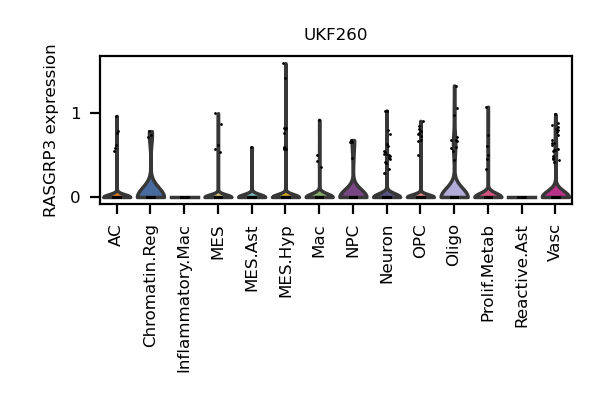 UKF260
RASGRP3 expression
1
0
AC
Chromatin.Reg
Inflammatory.Mac
MES
MES.Ast
MES.Hyp
Mac
NPC
Neuron
OPC
Oligo
Prolif.Metab
Reactive.Ast
Vasc